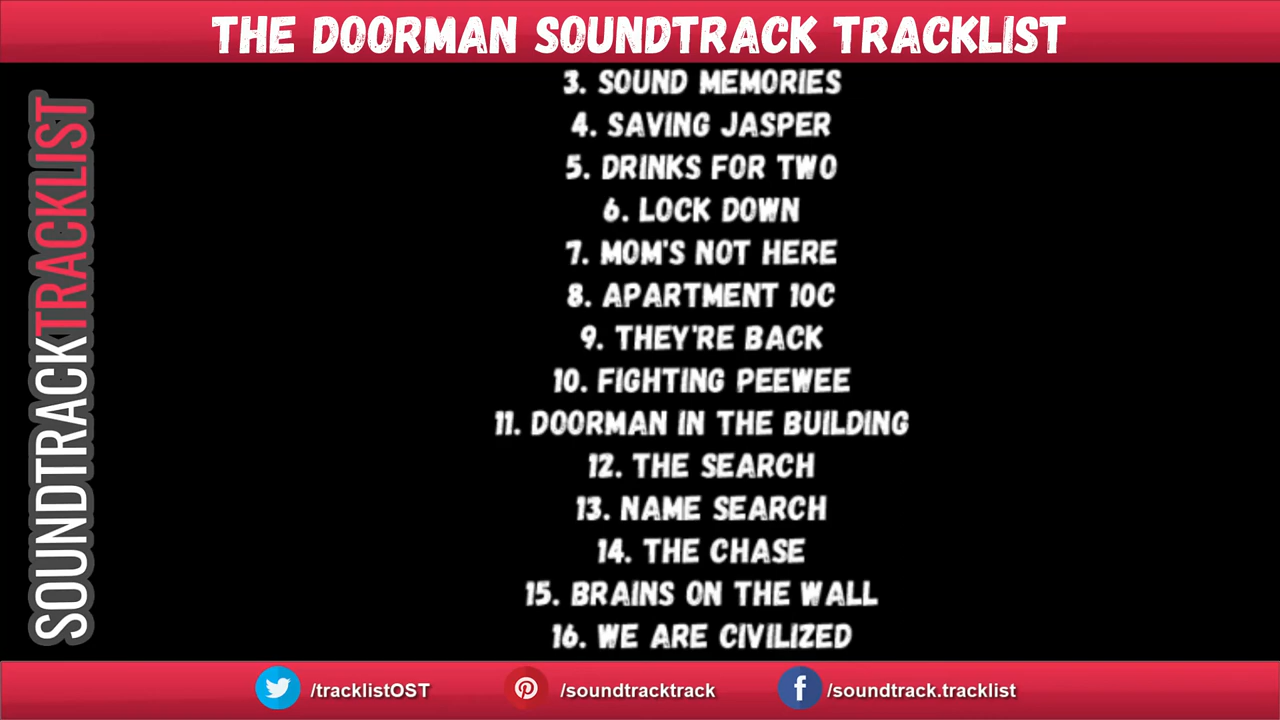 THE DOORMAN SOUNDTRACK TRACKLIST
SOUNDTRACKTRACKLIST
3. SOUND MEMORIES
4. SAVING JASPER
5. DRINKS FOR TWO
6. LOCK DOWN
7. MOM'S NOT HERE
8. APARTMENT 10C
9. THEY'RE BACK
10. FIGHTING PEEWEE
11. DOORMAN IN THE BUILDING
12. THE SEARCH
13. NAME SEARCH
14. THE CHASE
15. BRAINS ON THE WALL
16. WE ARE CIVILIZED
/tracklistOST
/soundtracktrack
/soundtrack.tracklist